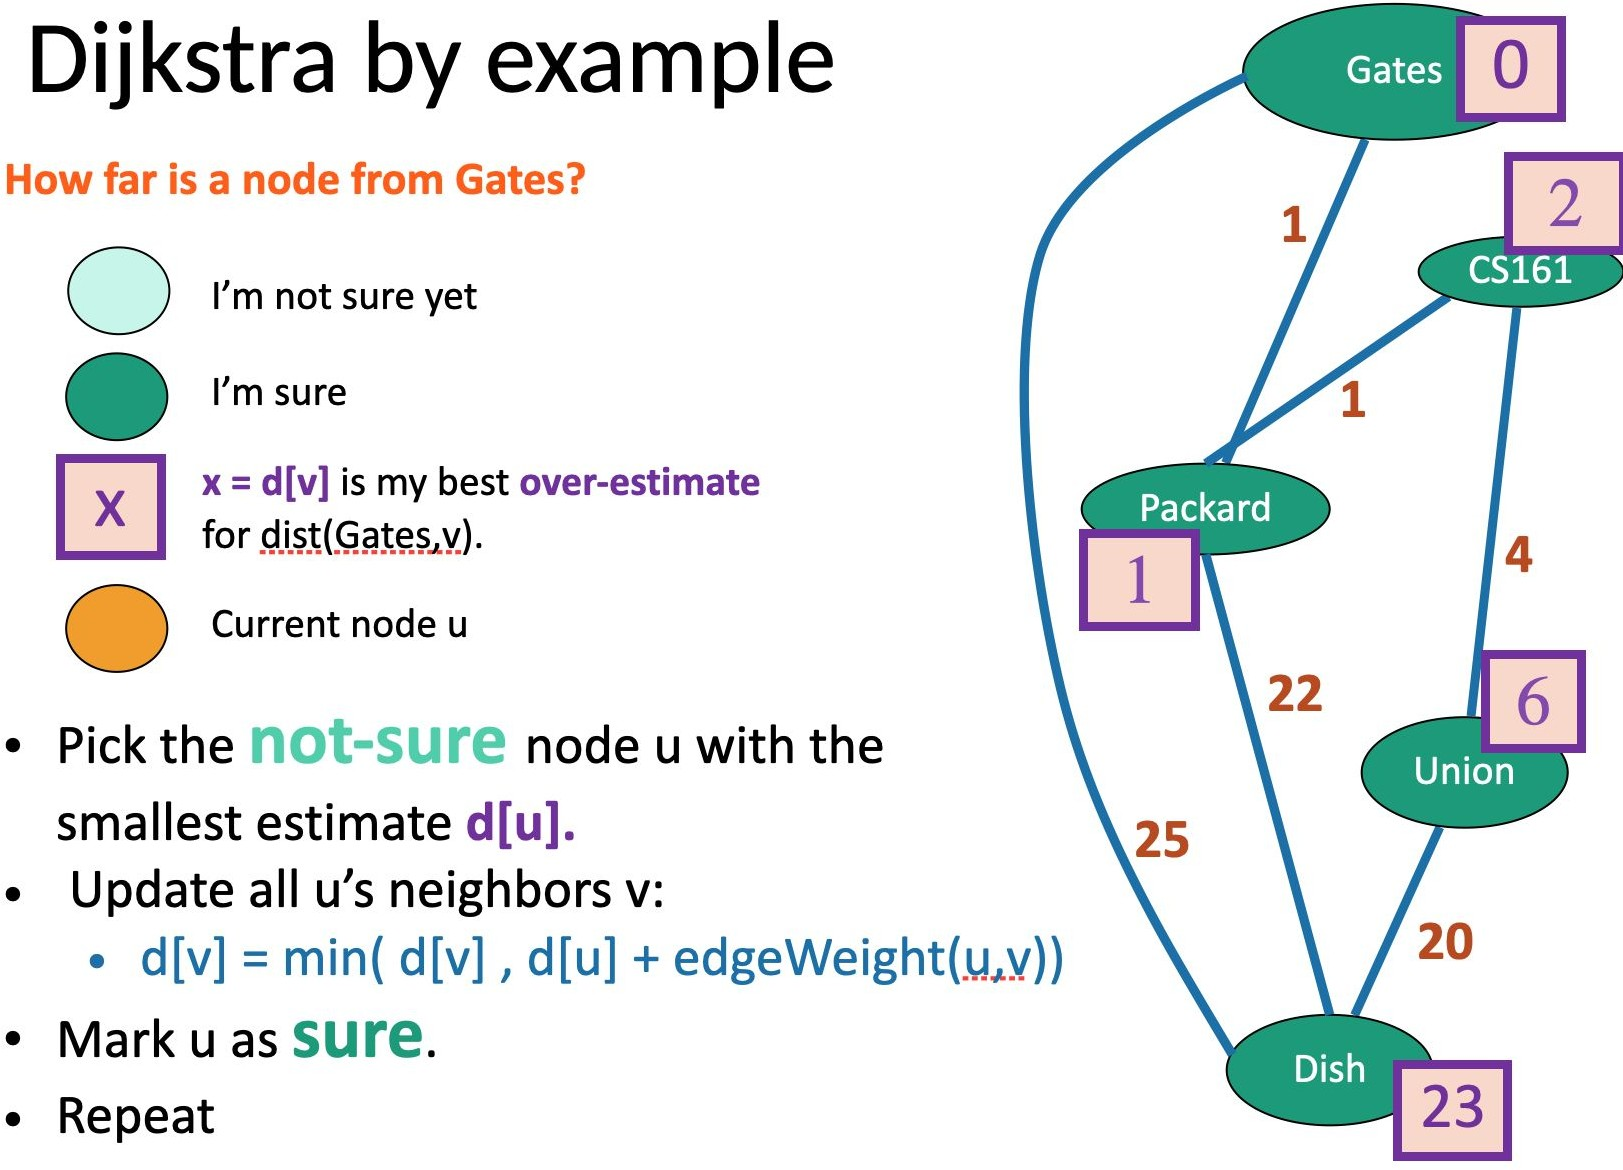 Dijkstra by example
How far is a node from Gates?
I’m not sure yet
I’m sure
x
x = d[v] is my best over-estimate
for dist(Gates,v).
Current node u
• Pick the not-sure node u with the
smallest estimate d[u].
• Update all u’s neighbors v:
• d[v] = min( d[v] , d[u] + edgeWeight(u,v))
• Mark u as sure.
• Repeat
Gates
0
2
CS161
1
1
Packard
1
4
22
6
Union
25
20
Dish
23